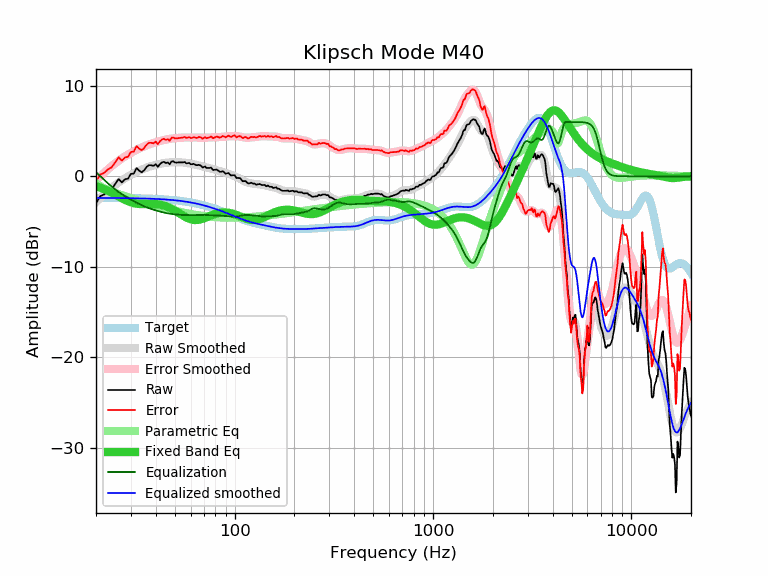 Klipsch Mode M40
Amplitude (dBr)
10
0
−10
−20
−30
Target
Raw Smoothed
Error Smoothed
Raw
Error
Parametric Eq
Fixed Band Eq
Equalization
Equalized smoothed
100
1000
10000
Frequency (Hz)